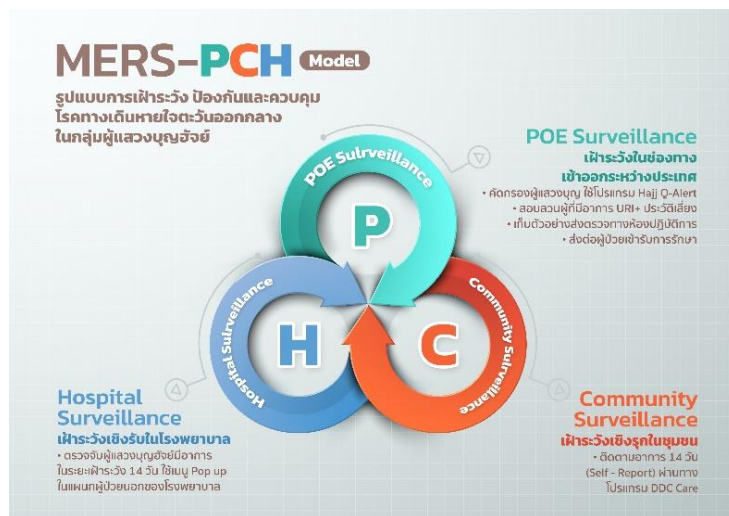 MERS-PCH Model
รูปแบบการเฝ้าระวัง ป้องกันและควบคุม
โรคทางเดินหายใจตะวันออกกลาง
ในกลุ่มผู้แสวงบุญฮัจย์
POE Sulrveillance
P
POE Surveillance
เฝ้าระวังในช่องทาง
เข้าออกระหว่างประเทศ
• คัดกรองผู้แสวงบุญ ใช้โปรแกรม Hajj Q-Alert
• สอบสวนผู้ที่มีอาการ URI+ ประวัติเสี่ยง
• เก็บตัวอย่างส่งตรวจทางห้องปฏิบัติการ
• ส่งต่อผู้ป่วยเข้ารับการรักษา
Hospital Sulrveillance
H
Community Sulrveillance
C
Hospital
Surveillance
เฝ้าระวังเชิงรับในโรงพยาบาล
• ตรวจจับผู้แสวงบุญฮัจย์มีอาการ
ในระยะเฝ้าระวัง 14 วัน ใช้เมนู Pop up
ในแผนกผู้ป่วยนอกของโรงพยาบาล
Community
Surveillance
เฝ้าระวังเชิงรุกในชุมชน
• ติดตามอาการ 14 วัน
(Self - Report) ผ่านทาง
โปรแกรม DDC Care